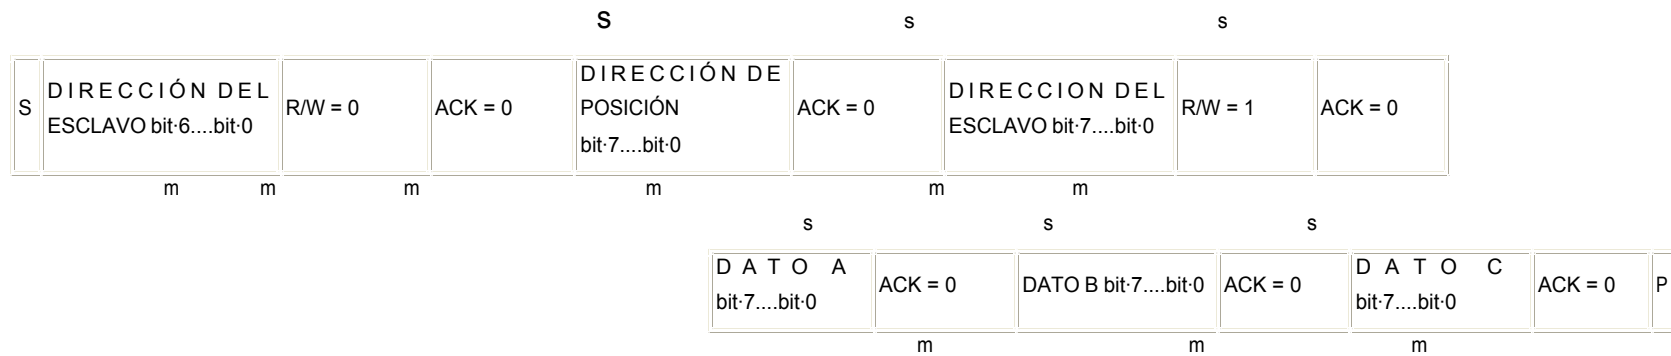 S s s
S
DIRECCIÓN DEL
ESCLAVO bit·6....bit·0
R/W = 0
ACK = 0
DIRECCIÓN DE
POSICIÓN
bit·7....bit·0
ACK = 0
DIRECCION DEL
ESCLAVO bit·7....bit·0
R/W = 1
ACK = 0
m m m m m m
s s s
DATO A
bit·7....bit·0
ACK = 0
DATO B bit·7....bit·0
ACK = 0
DATO C
bit·7....bit·0
ACK = 0
P
m m m